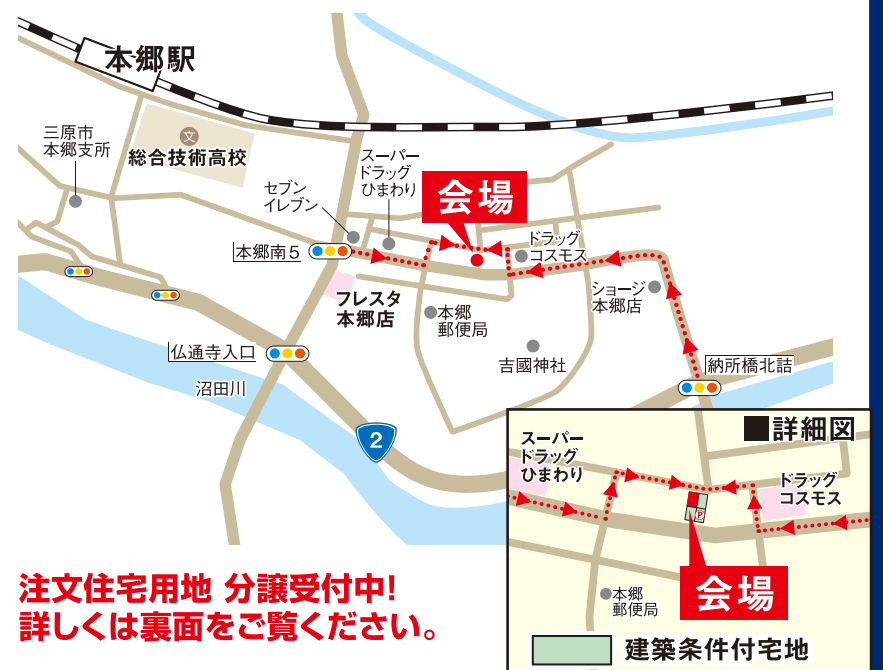 本郷駅
三原市
本郷支所
文
総合技術高校
スーパー
ドラッグ
ひまわり
セブン
イレブン
会場
本郷南5
ドラッグ
コスモス
フレスタ
本郷店
ショージ
本郷店
本郷
郵便局
吉國神社
仏通寺入口
納所橋北詰
沼田川
2
■詳細図
スーパー
ドラッグ
ひまわり
ドラッグ
コスモス
P
会場
本郷
郵便局
建築条件付宅地
注文住宅用地 分譲受付中!
詳しくは裏面をご覧ください。